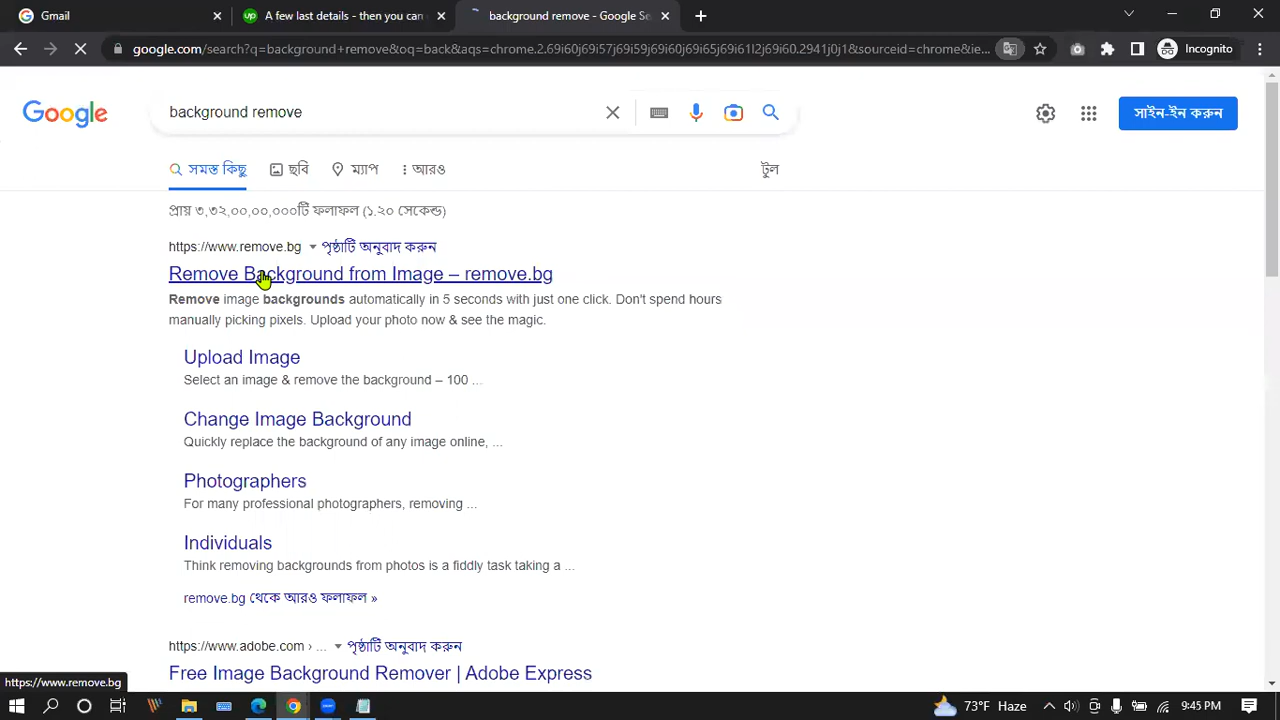 Gmail
up A few last details - many you can
background remove - Google Se
google.com/search?q=background+remove&oq=back&aqs=chrome.2.69i60j69i57j69i59j69i60j69i65j69i61l2j69i60.2941j0j1&sourceid=chrome&ie...
Incognito
Google
background remove
সাইন-ইন করুন
সমস্ত কিছু
ছবি
ম্যাপ
আরও
টুল
প্রায় ৩,৩২,০০,০০,০০০টি ফলাফল (১.২০ সেকেন্ড)
https://www.remove.bg পৃষ্ঠাটি অনুবাদ করুন
Remove Background from Image – remove.bg
Remove image backgrounds automatically in 5 seconds with just one click. Don't spend hours
manually picking pixels. Upload your photo now & see the magic.
Upload Image
Select an image & remove the background – 100 ...
Change Image Background
Quickly replace the background of any image online, ...
Photographers
For many professional photographers, removing ...
Individuals
Think removing backgrounds from photos is a fiddly task taking a ...
remove.bg থেকে আরও ফলাফল »
https://www.adobe.com › ... পৃষ্ঠাটি অনুবাদ করুন
Free Image Background Remover | Adobe Express
https://www.remove.bg
73°F Haze
9:45 PM